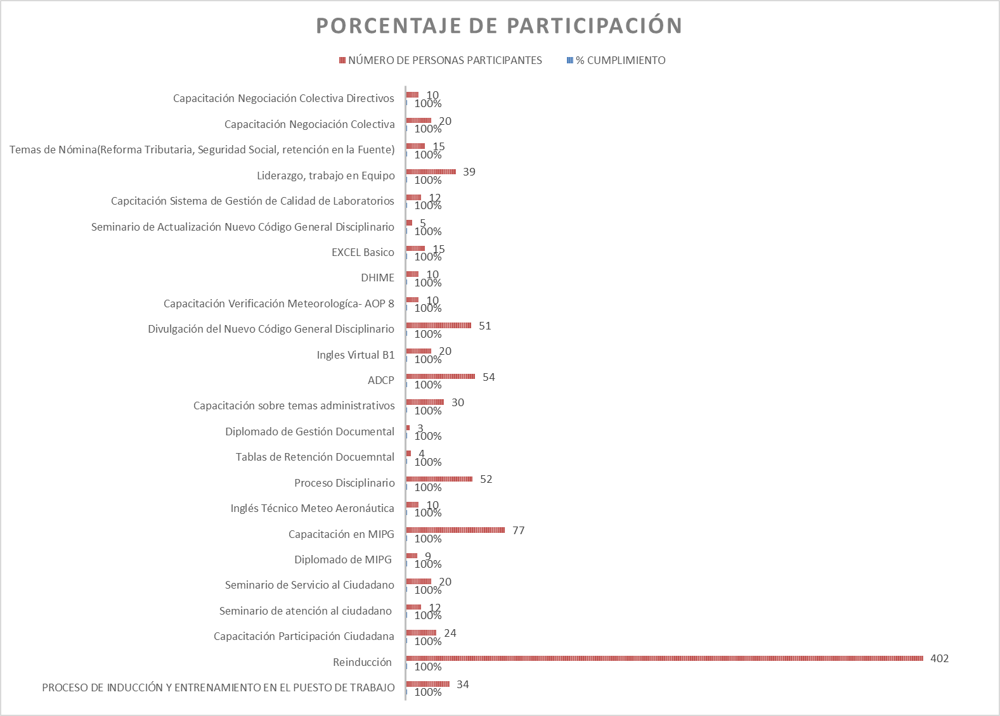 PORCENTAJE DE PARTICIPACIÓN
NÚMERO DE PERSONAS PARTICIPANTES % CUMPLIMIENTO
Capacitación Negociación Colectiva Directivos 10
100%
Capacitación Negociación Colectiva 20
100%
Temas de Nómina(Reforma Tributaria, Seguridad Social, retención en la Fuente) 15
100%
Liderazgo, trabajo en Equipo 39
100%
Capcitación Sistema de Gestión de Calidad de Laboratorios 12
100%
Seminario de Actualización Nuevo Código General Disciplinario 5
100%
EXCEL Basico 15
100%
DHIME 10
100%
Capacitación Verificación Meteorologíca- AOP 8 10
100%
Divulgación del Nuevo Código General Disciplinario 51
100%
Ingles Virtual B1 20
100%
ADCP 54
100%
Capacitación sobre temas administrativos 30
100%
Diplomado de Gestión Documental 3
100%
Tablas de Retención Docuemntal 4
100%
Proceso Disciplinario 52
100%
Inglés Técnico Meteo Aeronáutica 10
100%
Capacitación en MIPG 77
100%
Diplomado de MIPG 9
100%
Seminario de Servicio al Ciudadano 20
100%
Seminario de atención al ciudadano 12
100%
Capacitación Participación Ciudadana 24
100%
Reinducción 402
100%
PROCESO DE INDUCCIÓN Y ENTRENAMIENTO EN EL PUESTO DE TRABAJO 34
100%